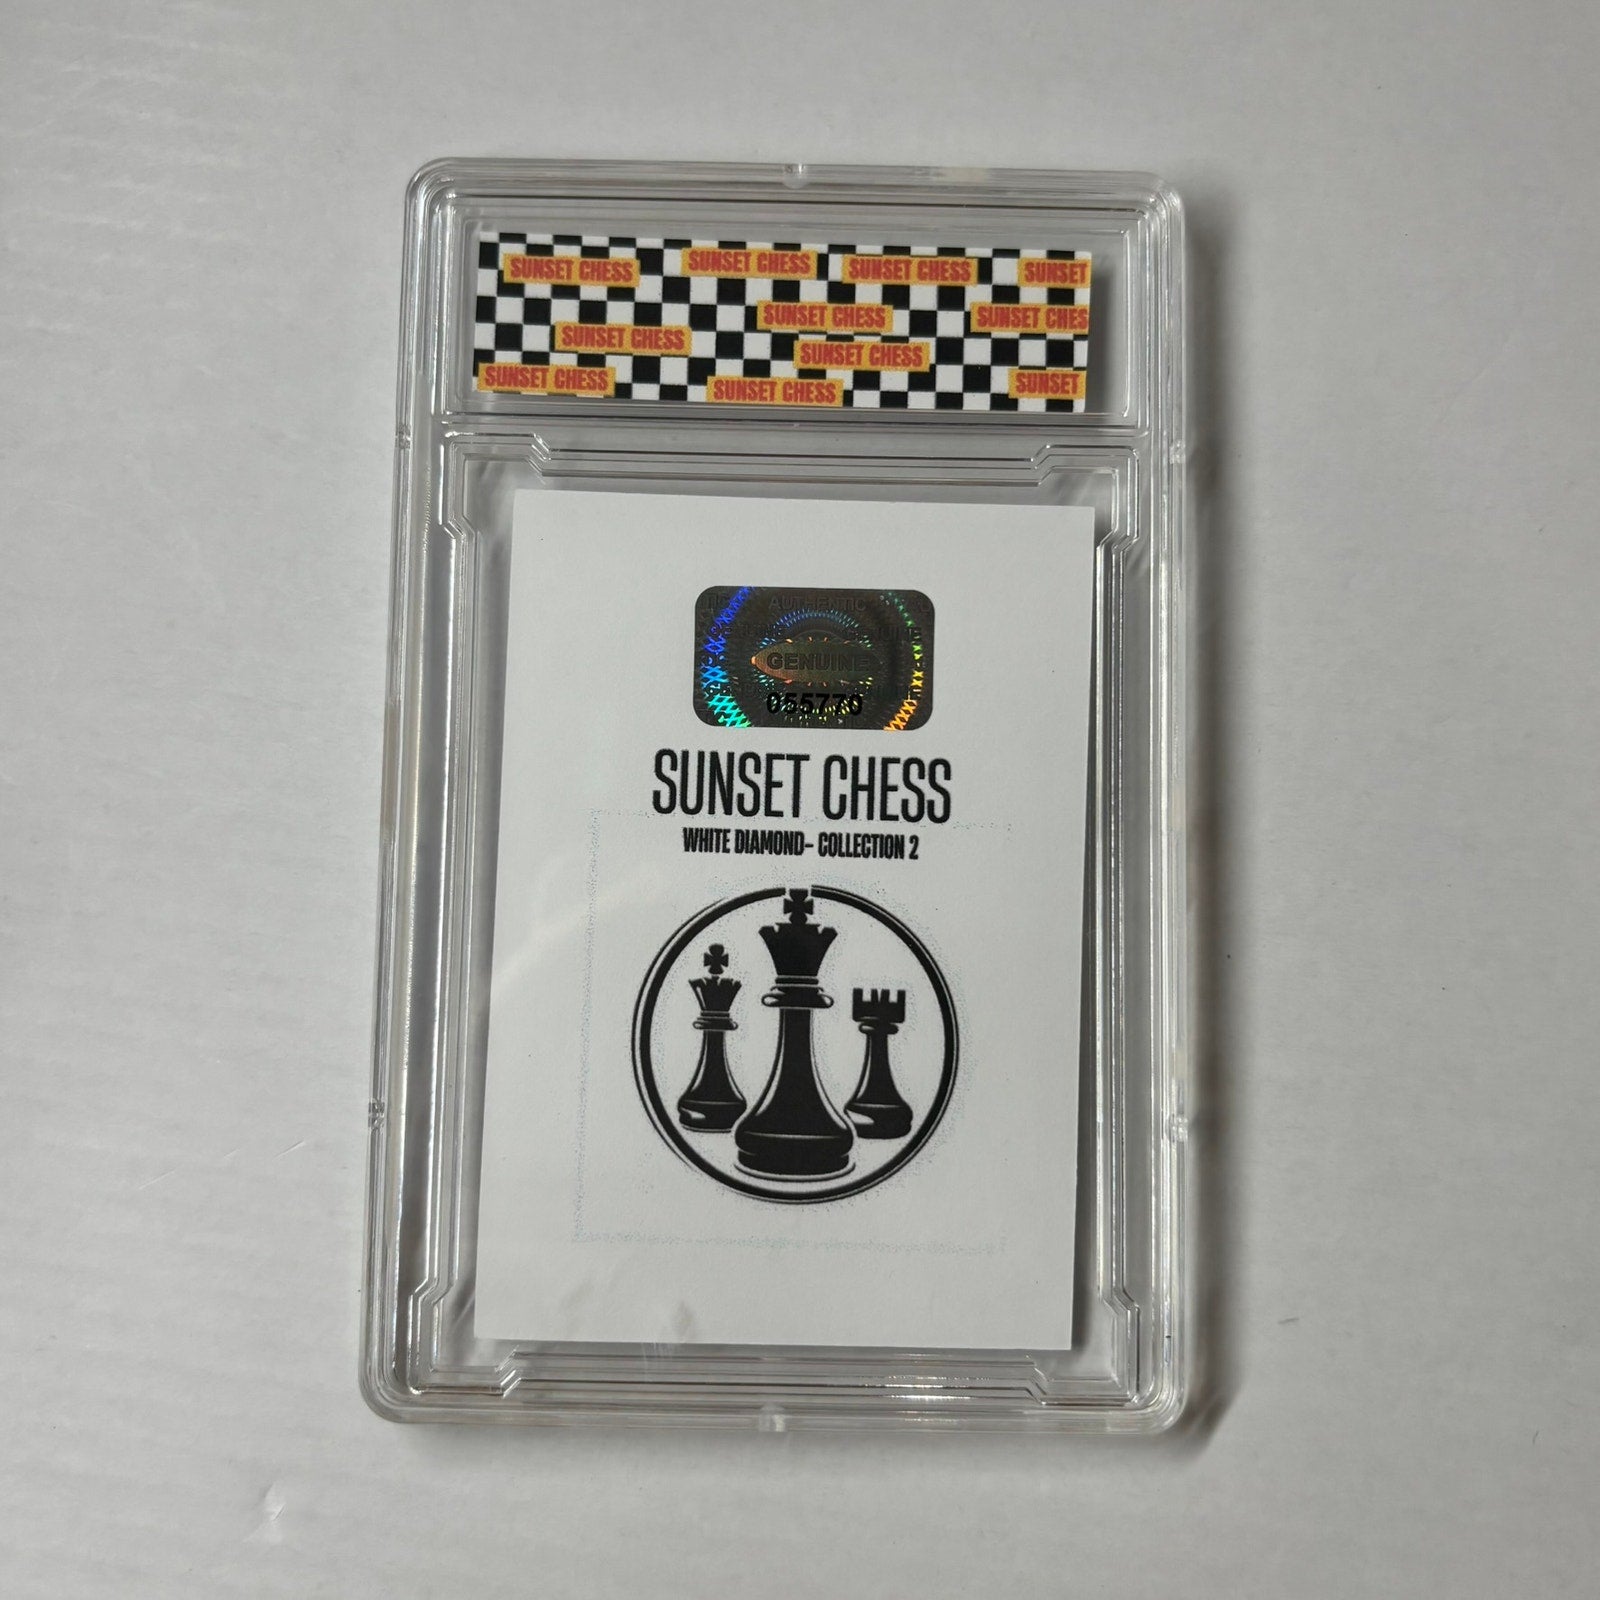 SUNSET CHESS SUNSET CHESS SUNSET CHESS SUNSET
SUNSET CHESS SUNSET CHES
SUNSET CHESS SUNSET CHESS
SUNSET CHESS SUNSET CHESS SUNSET
AUTHENTIC
GENUINE
055770
SUNSET CHESS
WHITE DIAMOND- COLLECTION 2